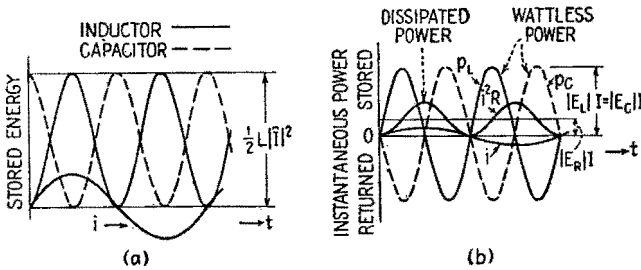 INDUCTOR
CAPACITOR
STORED ENERGY
½L|Ī|²
i
t
(a)
DISSIPATED
POWER
WATTLESS
POWER
INSTANTANEOUS POWER
RETURNED STORED
0
p_L
i²R
p_C
|E_L| I=|E_C|I
i
t
|E_R|I
(b)